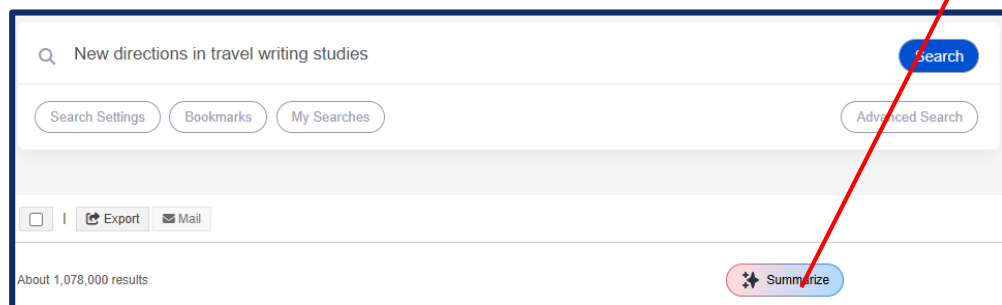 New directions in travel writing studies
Search
Search Settings Bookmarks My Searches Advanced Search
| Export Mail
About 1,078,000 results Summarize